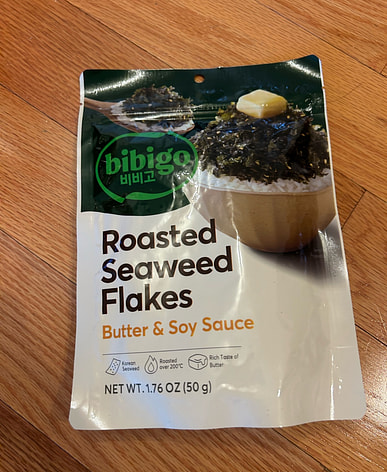 bibigo
비비고
Roasted
Seaweed
Flakes
Butter & Soy Sauce
Korean
Seaweed
Roasted
over 200°C
Rich Taste of
Butter
NET WT. 1.76 OZ (50 g)